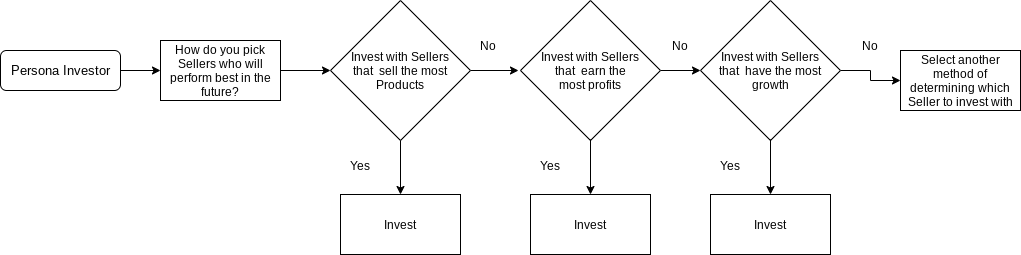 Persona Investor
How do you pick
Sellers who will
perform best in the
future?
Invest with Sellers
that sell the most
Products
No
Invest with Sellers
that earn the
most profits
No
Invest with Sellers
that have the most
growth
No
Select another
method of
determining which
Seller to invest with
Yes
Yes
Yes
Invest
Invest
Invest